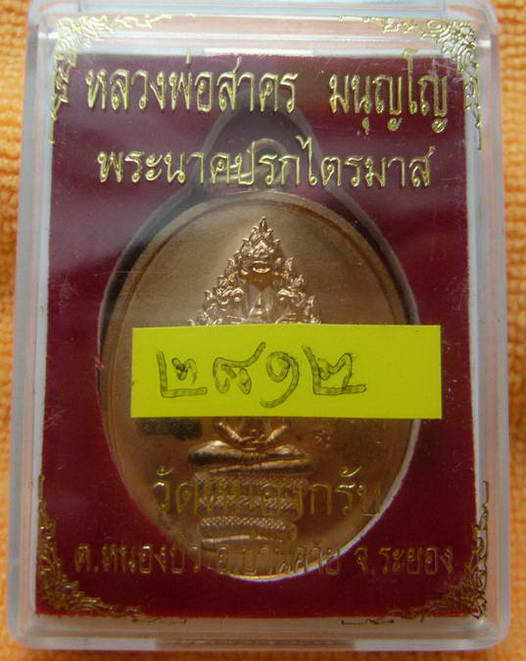 หลวงพ่อสาคร มนุญโญ
พระนาคปรกไตรมาส
๒๘๑๒
วัดหนองกรับ
ต.หนองบัว อ.บ้านค่าย จ.ระยอง